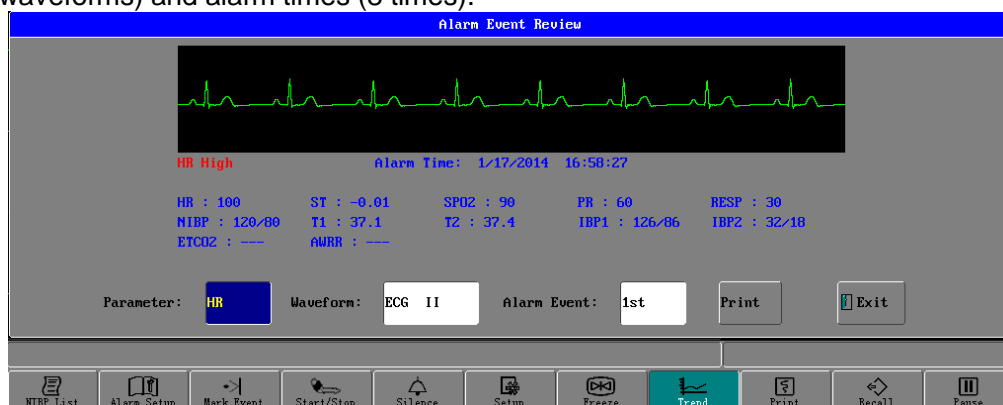 waveforms) and alarm times (8 times).
Alarm Event Review
HR High Alarm Time: 1/17/2014 16:58:27
HR : 100 ST : -0.01 SPO2 : 90 PR : 60 RESP : 30
NIBP : 120/80 T1 : 37.1 T2 : 37.4 IBP1 : 126/86 IBP2 : 32/18
ETCO2 : --- AWRR : ---
Parameter: HR Waveform: ECG II Alarm Event: 1st Print Exit
NIBP List Alarm Setup Mark Event Start/Stop Silence Setup Freeze Trend Print Recall Pause